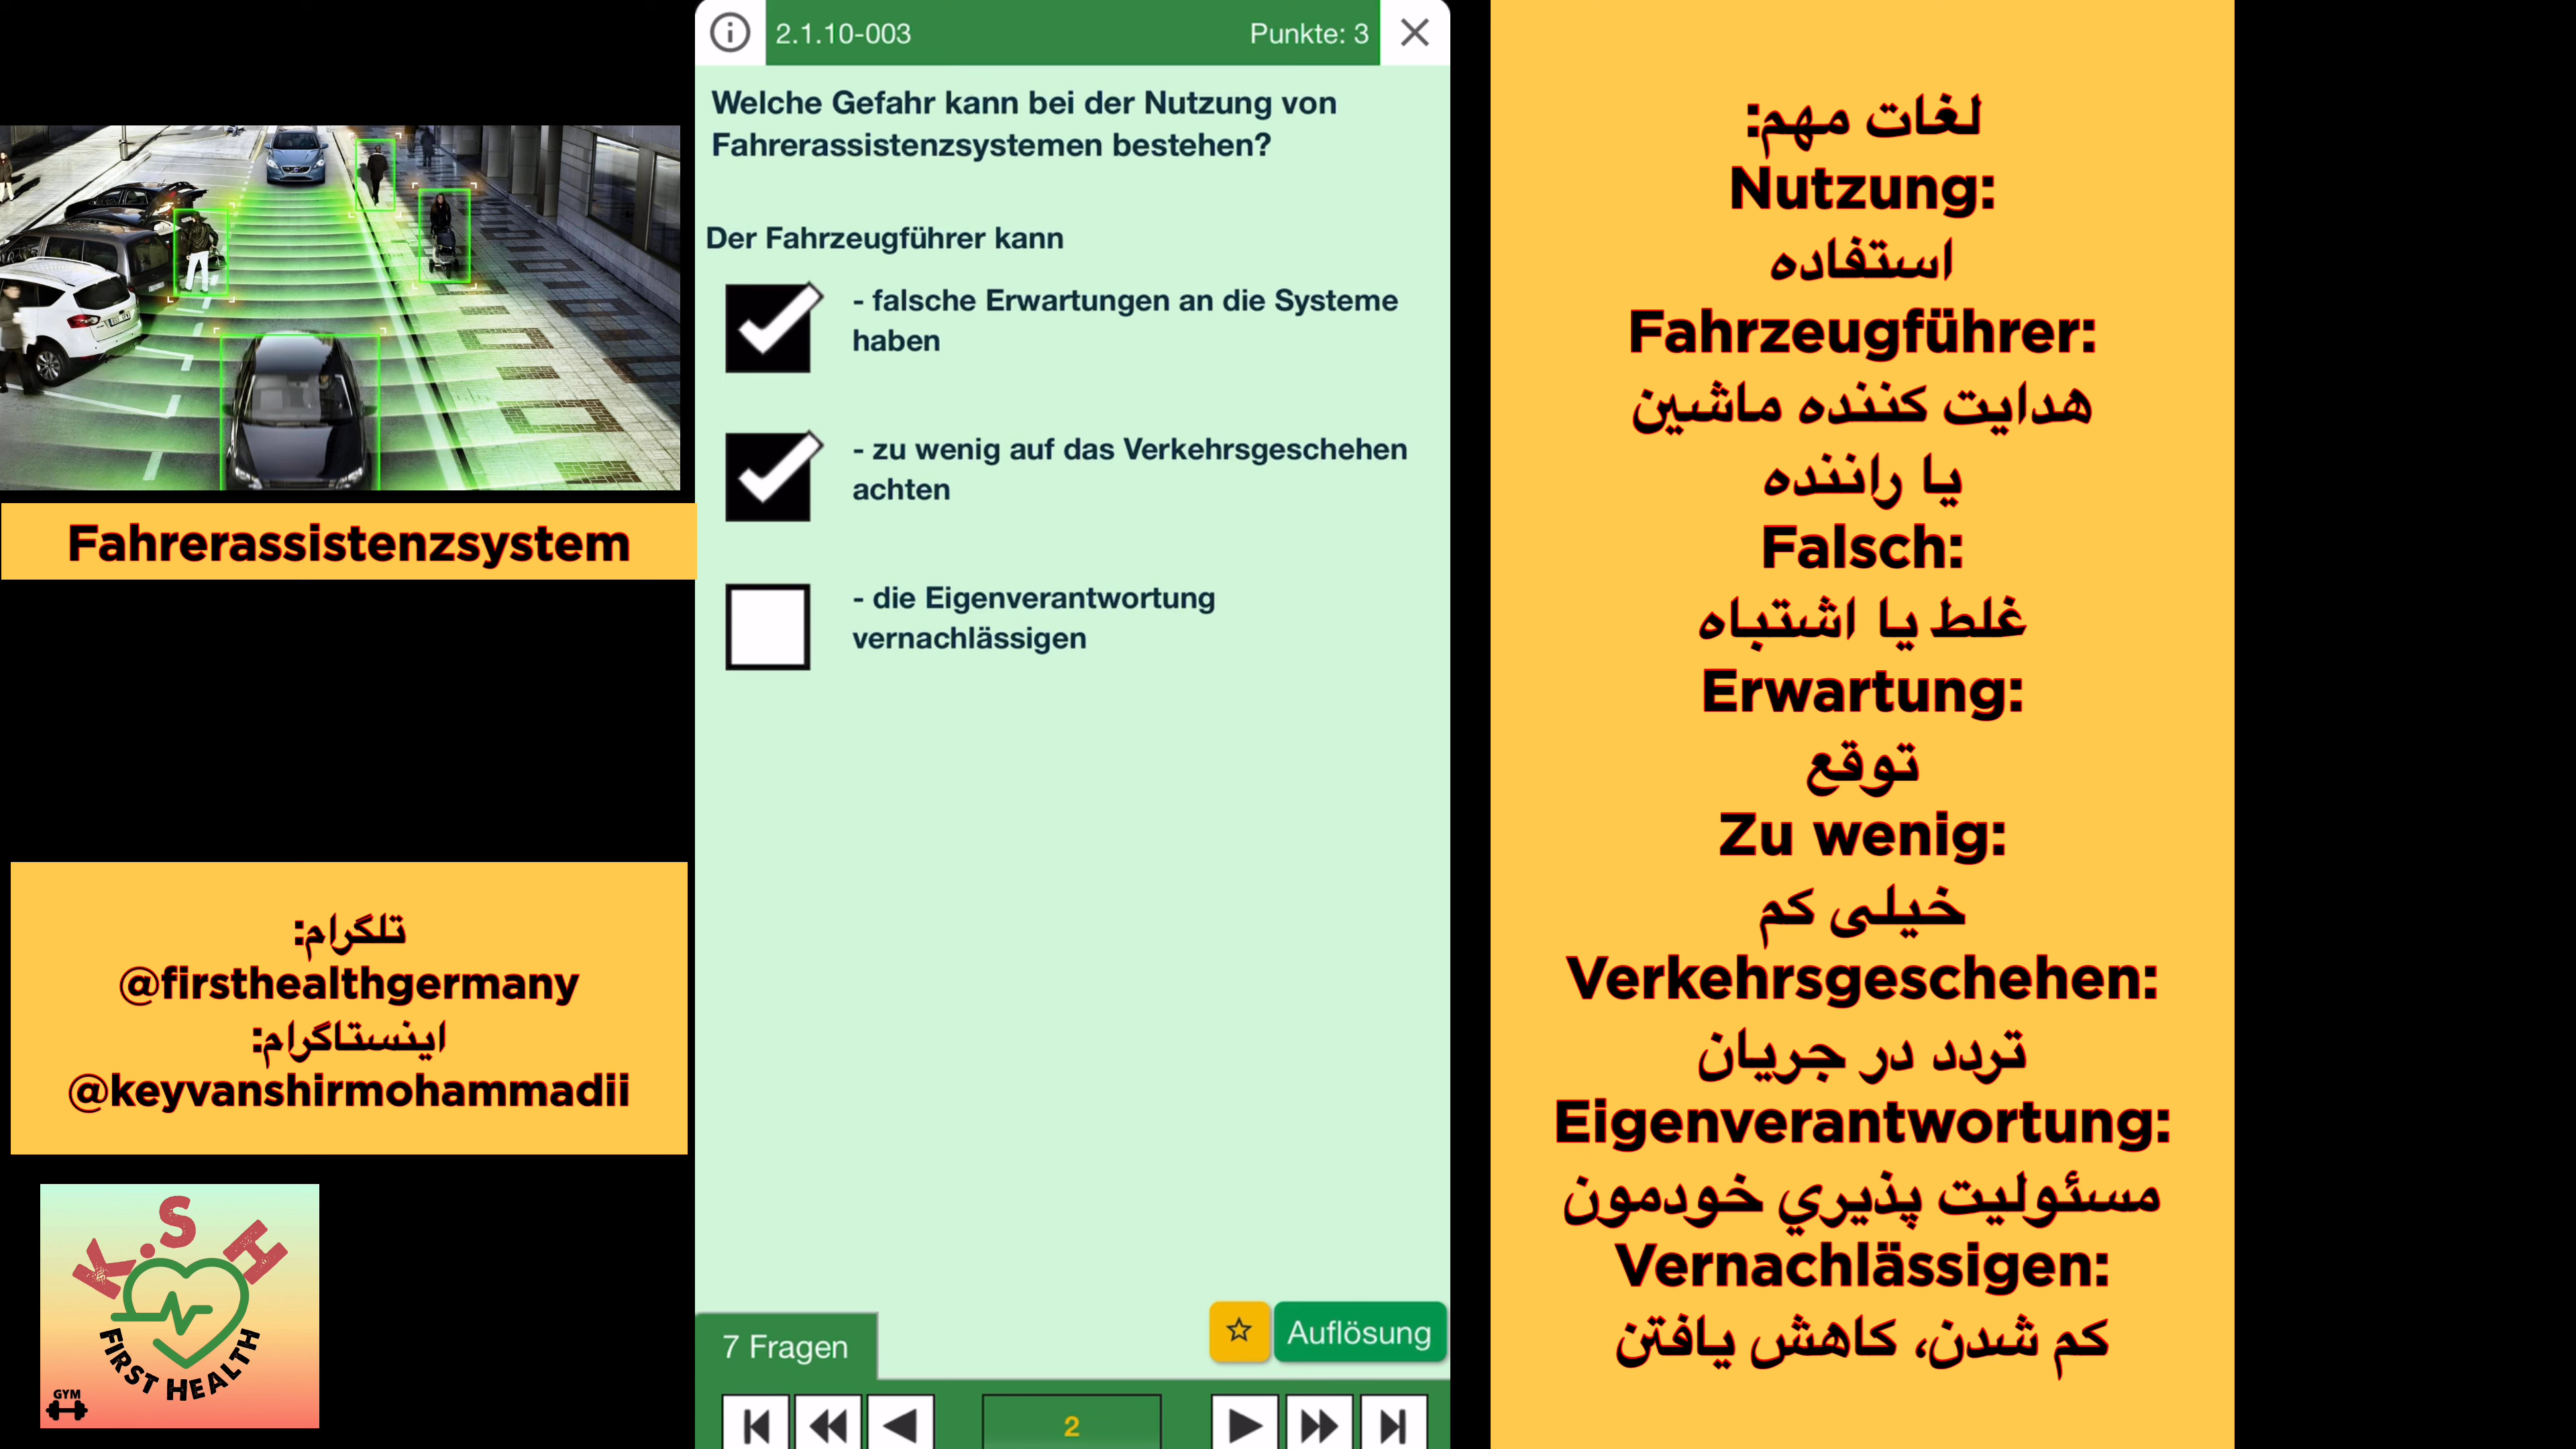 2.1.10-003
Punkte: 3
Welche Gefahr kann bei der Nutzung von
Fahrerassistenzsystemen bestehen?
Der Fahrzeugführer kann
- falsche Erwartungen an die Systeme
haben
- zu wenig auf das Verkehrsgeschehen
achten
- die Eigenverantwortung
vernachlässigen
7 Fragen
Auflösung
2
Fahrerassistenzsystem
تلگرام:
@firsthealthgermany
اینستاگرام:
@keyvanshirmohammadii
K.SH
FIRST HEALTH
GYM
لغات مهم:
Nutzung:
استفاده
Fahrzeugführer:
هدایت کننده ماشین
یا راننده
Falsch:
غلط یا اشتباه
Erwartung:
توقع
Zu wenig:
خیلی کم
Verkehrsgeschehen:
تردد در جریان
Eigenverantwortung:
مسئولیت پذیري خودمون
Vernachlässigen:
کم شدن، کاهش یافتن